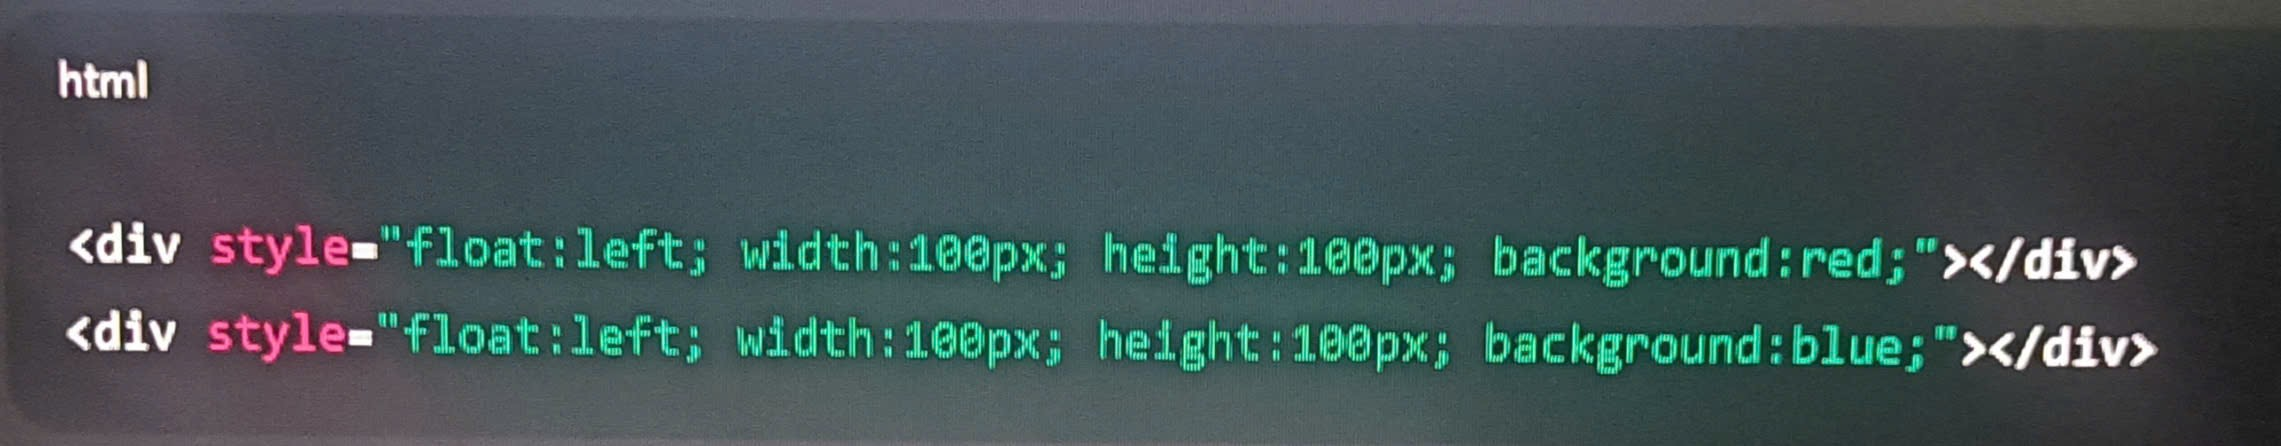 html
<div style="float:left; width:100px; height:100px; background:red;"></div>
<div style="float:left; width:100px; height:100px; background:blue;"></div>